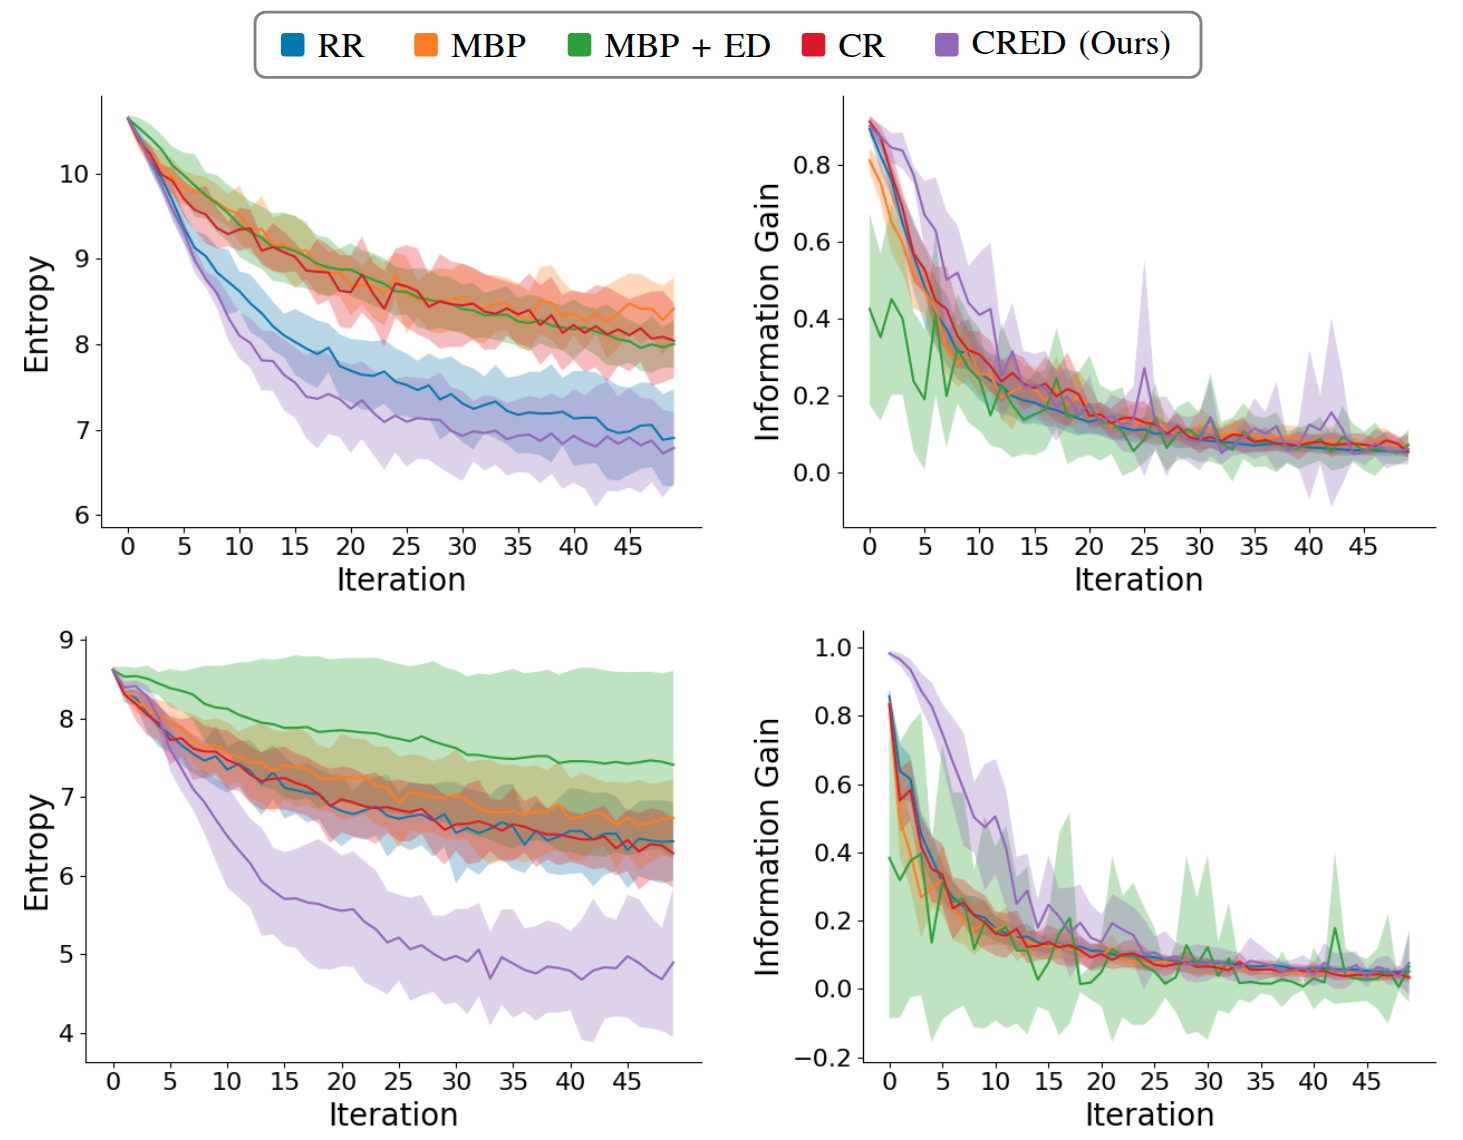 RR MBP MBP + ED CR CRED (Ours)
Entropy
10
9
8
7
6
0 5 10 15 20 25 30 35 40 45
Iteration
Information Gain
0.8
0.6
0.4
0.2
0.0
0 5 10 15 20 25 30 35 40 45
Iteration
Entropy
9
8
7
6
5
4
0 5 10 15 20 25 30 35 40 45
Iteration
Information Gain
1.0
0.8
0.6
0.4
0.2
0.0
−0.2
0 5 10 15 20 25 30 35 40 45
Iteration